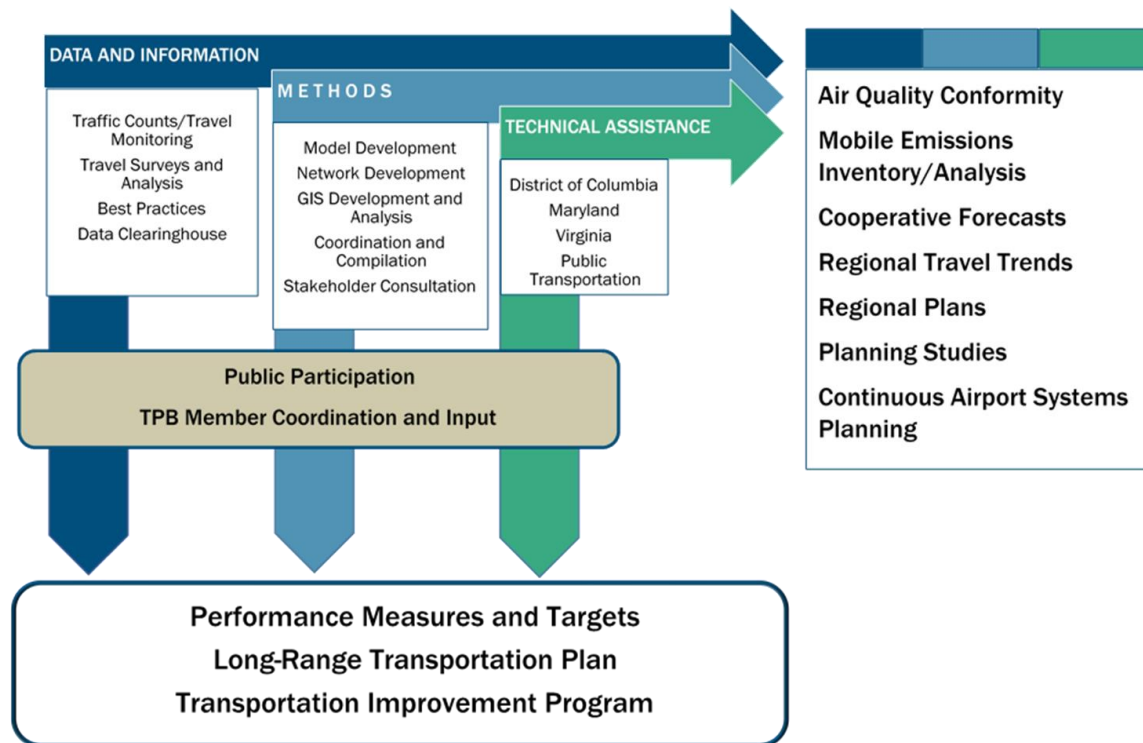 DATA AND INFORMATION
Traffic Counts/Travel
Monitoring
Travel Surveys and
Analysis
Best Practices
Data Clearinghouse
METHODS
Model Development
Network Development
GIS Development and
Analysis
Coordination and
Compilation
Stakeholder Consultation
TECHNICAL ASSISTANCE
District of Columbia
Maryland
Virginia
Public
Transportation
Air Quality Conformity
Mobile Emissions
Inventory/Analysis
Cooperative Forecasts
Regional Travel Trends
Regional Plans
Planning Studies
Continuous Airport Systems
Planning
Public Participation
TPB Member Coordination and Input
Performance Measures and Targets
Long-Range Transportation Plan
Transportation Improvement Program